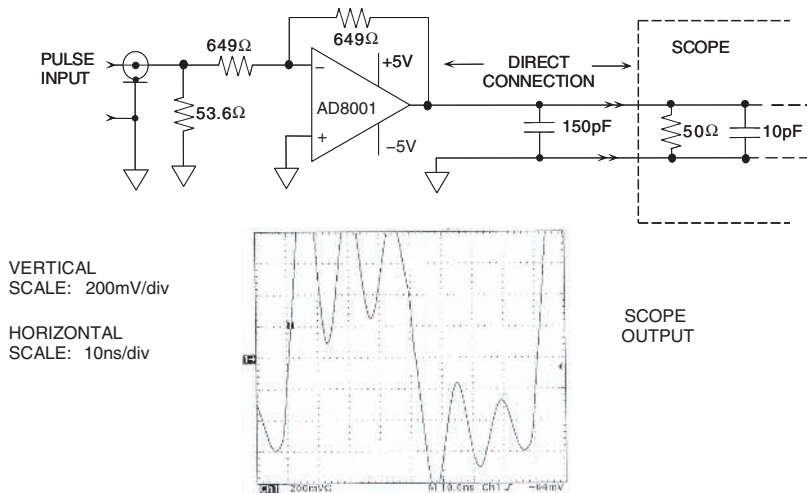 PULSE
INPUT
649Ω
53.6Ω
649Ω
−
+
AD8001
+5V
−5V
DIRECT
CONNECTION
150pF
SCOPE
50Ω
10pF
VERTICAL
SCALE: 200mV/div
HORIZONTAL
SCALE: 10ns/div
SCOPE
OUTPUT
Ch1 200mVΩ M 10.0ns Ch1 −64mV